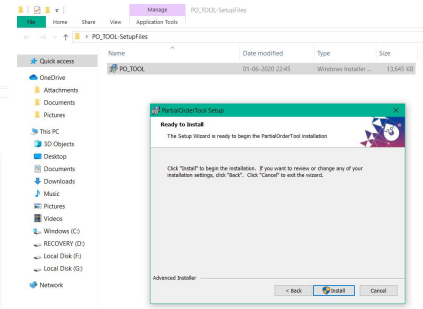 Manage
PO_TOOL-SetupFiles
File
Home
Share
View
Application Tools
> PO_TOOL-SetupFiles
Name
Date modified
Type
Size
Quick access
PO_TOOL
01-06-2020 22:45
Windows Installer ...
13,645 KB
OneDrive
Attachments
Documents
Pictures
This PC
3D Objects
Desktop
Documents
Downloads
Music
Pictures
Videos
Windows (C:)
RECOVERY (D:)
Local Disk (F:)
Local Disk (G:)
Network
PartialOrderTool Setup
Ready to Install
The Setup Wizard is ready to begin the PartialOrderTool installation
Click "Install" to begin the installation. If you want to review or change any of your
installation settings, click "Back". Click "Cancel" to exit the wizard.
Advanced Installer
< Back
Install
Cancel